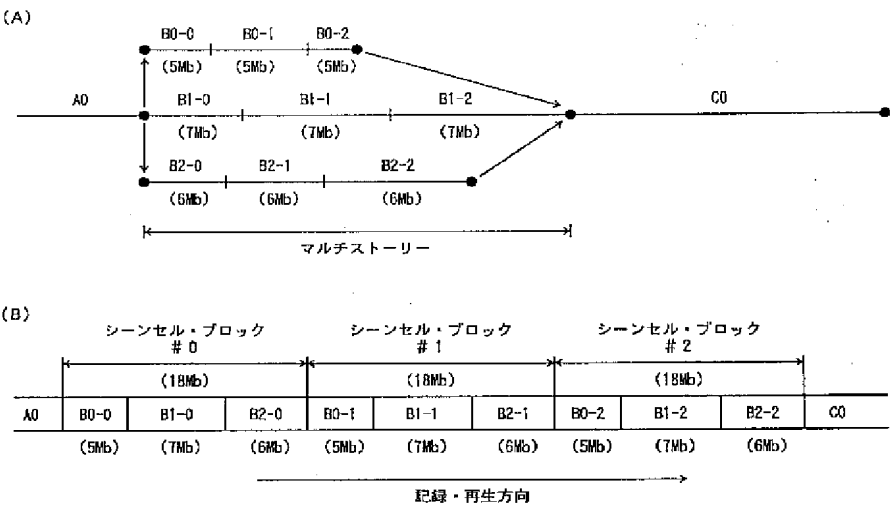 (A)
B0-0 B0-1 B0-2
(5Mb) (5Mb) (5Mb)
A0 B1-0 B1-1 B1-2 C0
(7Mb) (7Mb) (7Mb)
B2-0 B2-1 B2-2
(6Mb) (6Mb) (6Mb)
マルチストーリー
(B)
シーンセル・ブロック シーンセル・ブロック シーンセル・ブロック
#0 #1 #2
(18Mb) (18Mb) (18Mb)
A0 B0-0 B1-0 B2-0 B0-1 B1-1 B2-1 B0-2 B1-2 B2-2 C0
(5Mb) (7Mb) (6Mb) (5Mb) (7Mb) (6Mb) (5Mb) (7Mb) (6Mb)
記録・再生方向